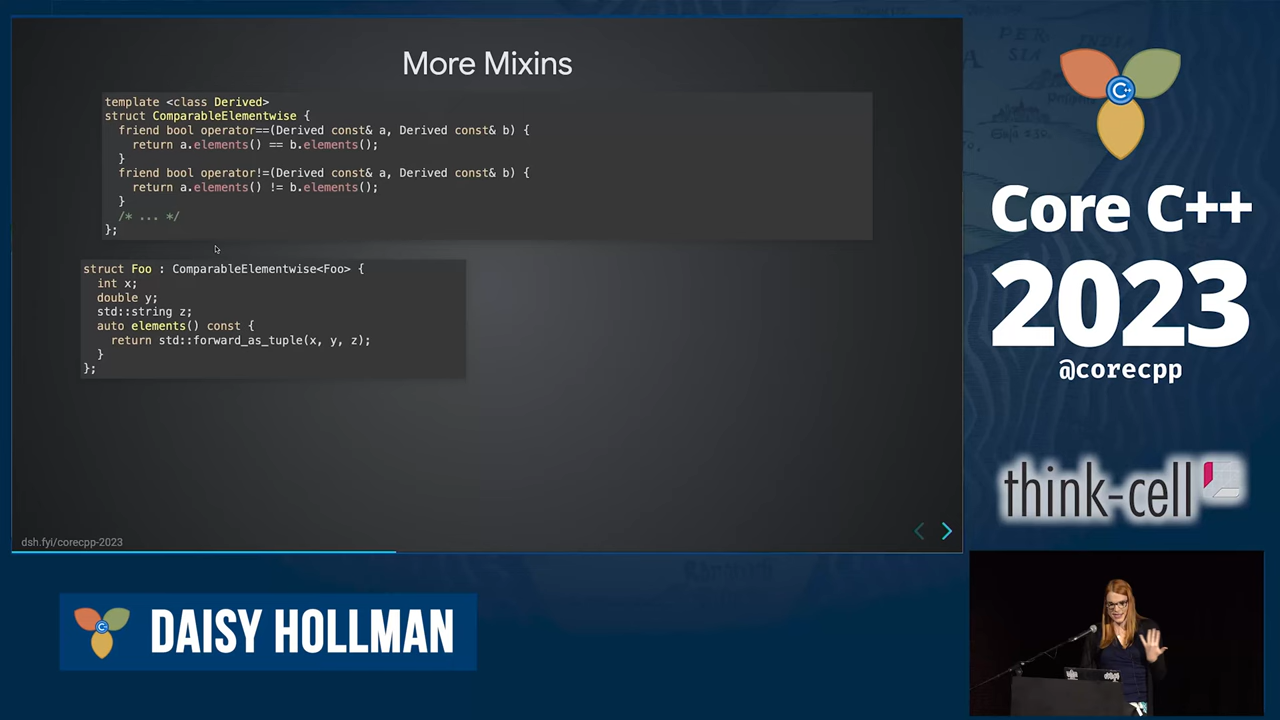 More Mixins
template <class Derived>
struct ComparableElementwise {
  friend bool operator==(Derived const& a, Derived const& b) {
    return a.elements() == b.elements();
  }
  friend bool operator!=(Derived const& a, Derived const& b) {
    return a.elements() != b.elements();
  }
  /* ... */
};
struct Foo : ComparableElementwise<Foo> {
  int x;
  double y;
  std::string z;
  auto elements() const {
    return std::forward_as_tuple(x, y, z);
  }
};
dsh.fyi/corecpp-2023
DAISY HOLLMAN
C++
Core C++
2023
@corecpp
think-cell